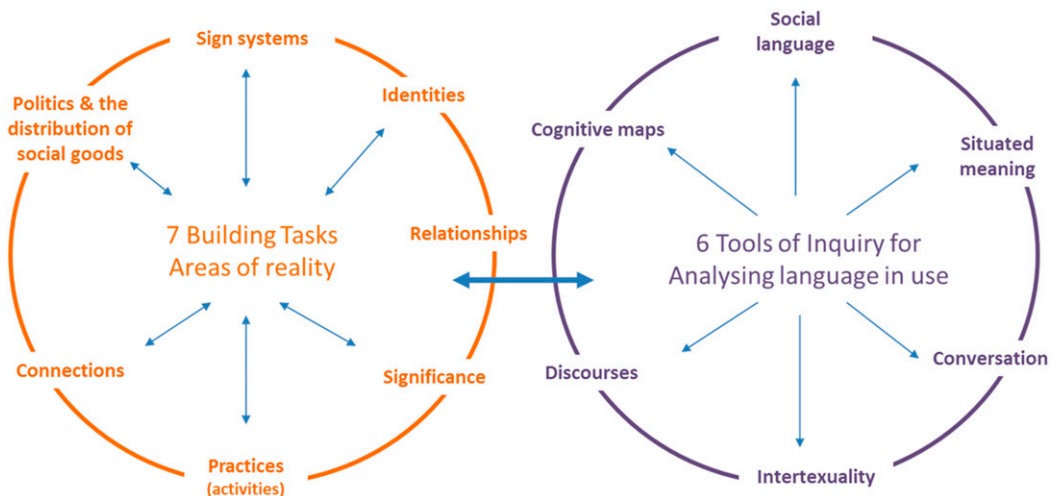 Sign systems
Identities
Politics & the
distribution of
social goods
7 Building Tasks
Areas of reality
Relationships
Connections
Significance
Practices
(activities)
Social
language
Cognitive maps
Situated
meaning
6 Tools of Inquiry for
Analysing language in use
Discourses
Conversation
Intertexuality